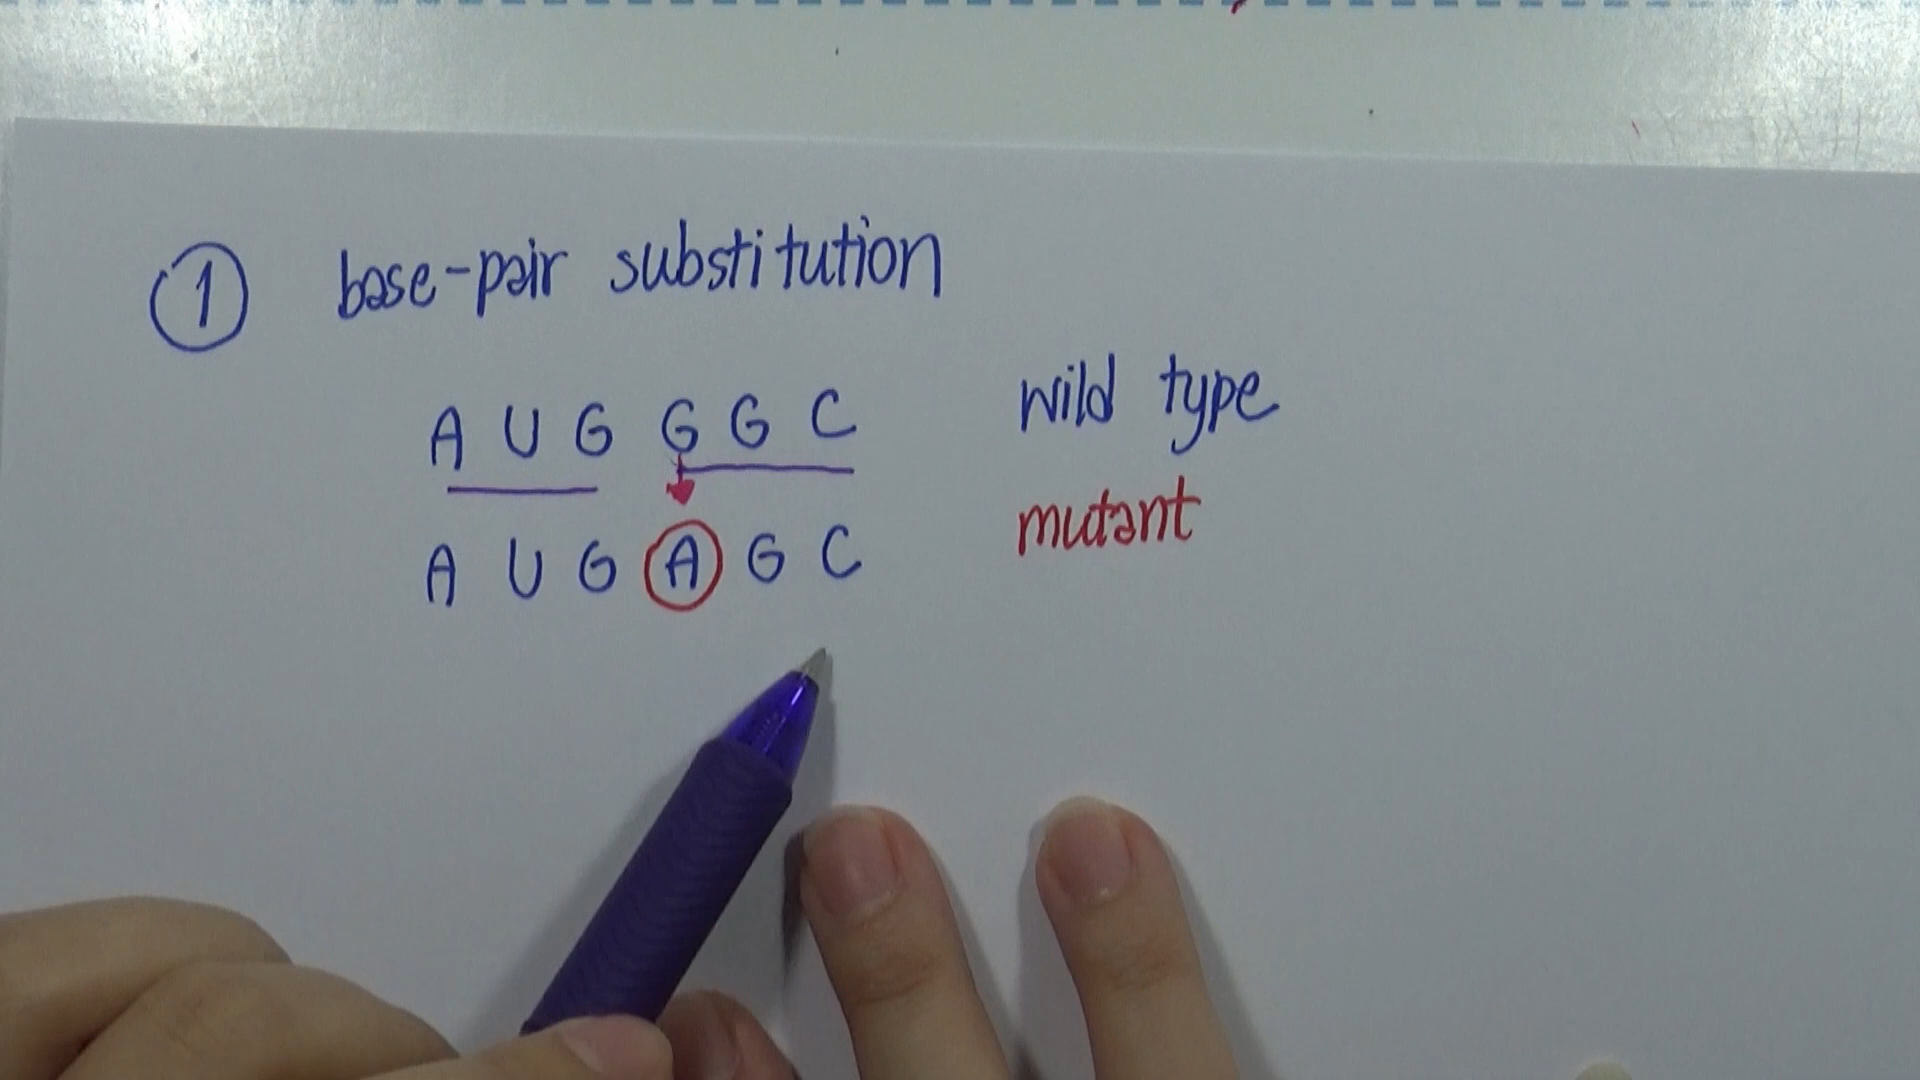 1 base-pair substitution
A U G G G C wild type
A U G A G C mutant